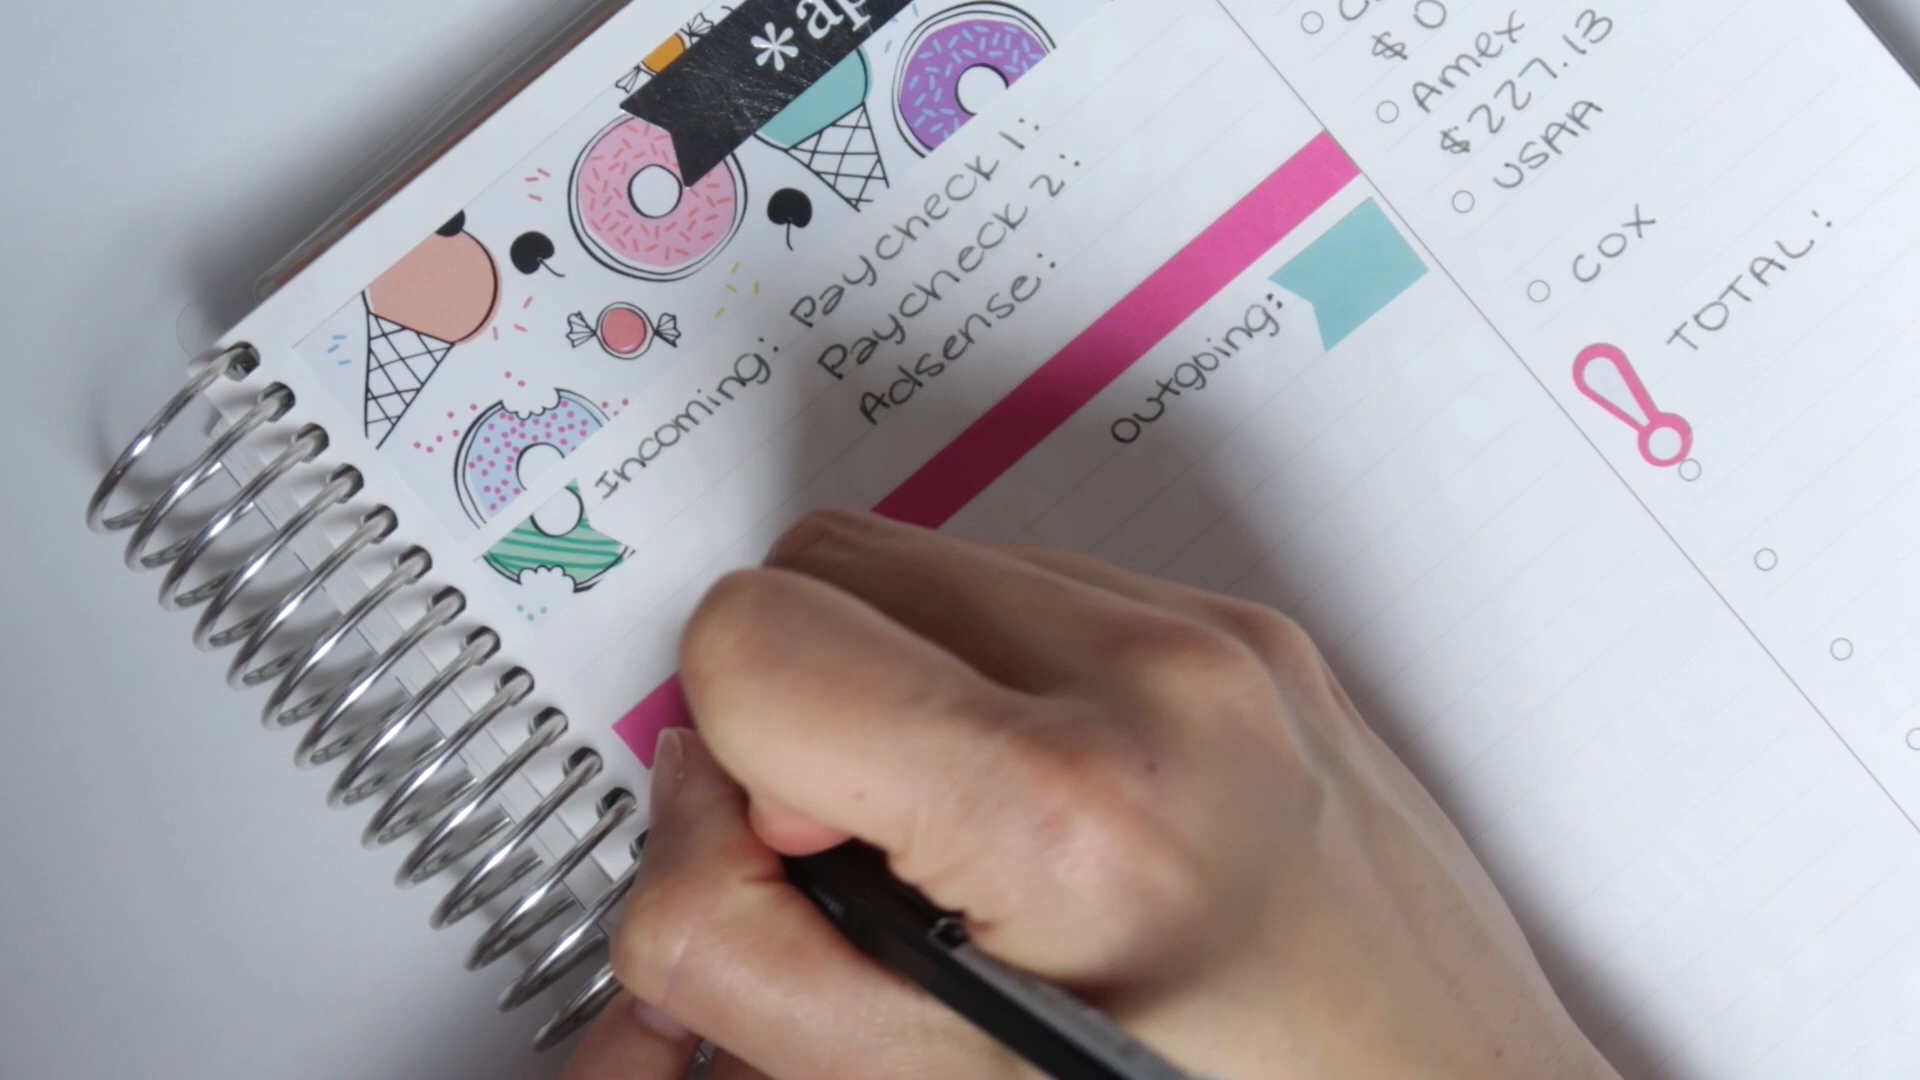 *ap
Incoming: Paycheck 1:
Paycheck 2:
Adsense:
Outgoing:
$0
Amex
$227.13
USAA
COX
TOTAL: